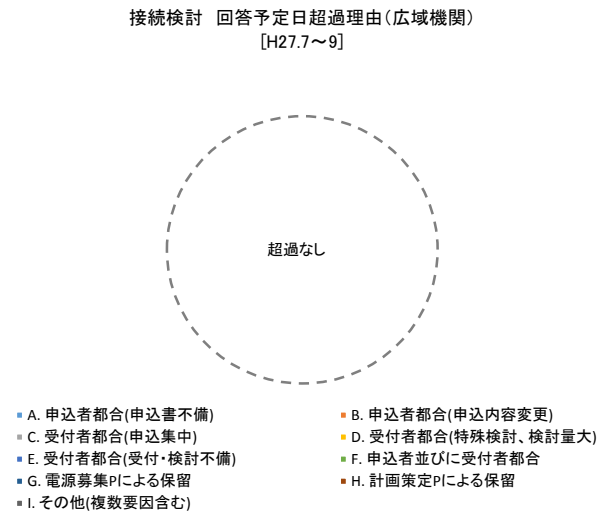 接続検討　回答予定日超過理由(広域機関)
[H27.7～9]
超過なし
A. 申込者都合(申込書不備)
B. 申込者都合(申込内容変更)
C. 受付者都合(申込集中)
D. 受付者都合(特殊検討、検討量大)
E. 受付者都合(受付・検討不備)
F. 申込者並びに受付者都合
G. 電源募集Pによる保留
H. 計画策定Pによる保留
I. その他(複数要因含む)